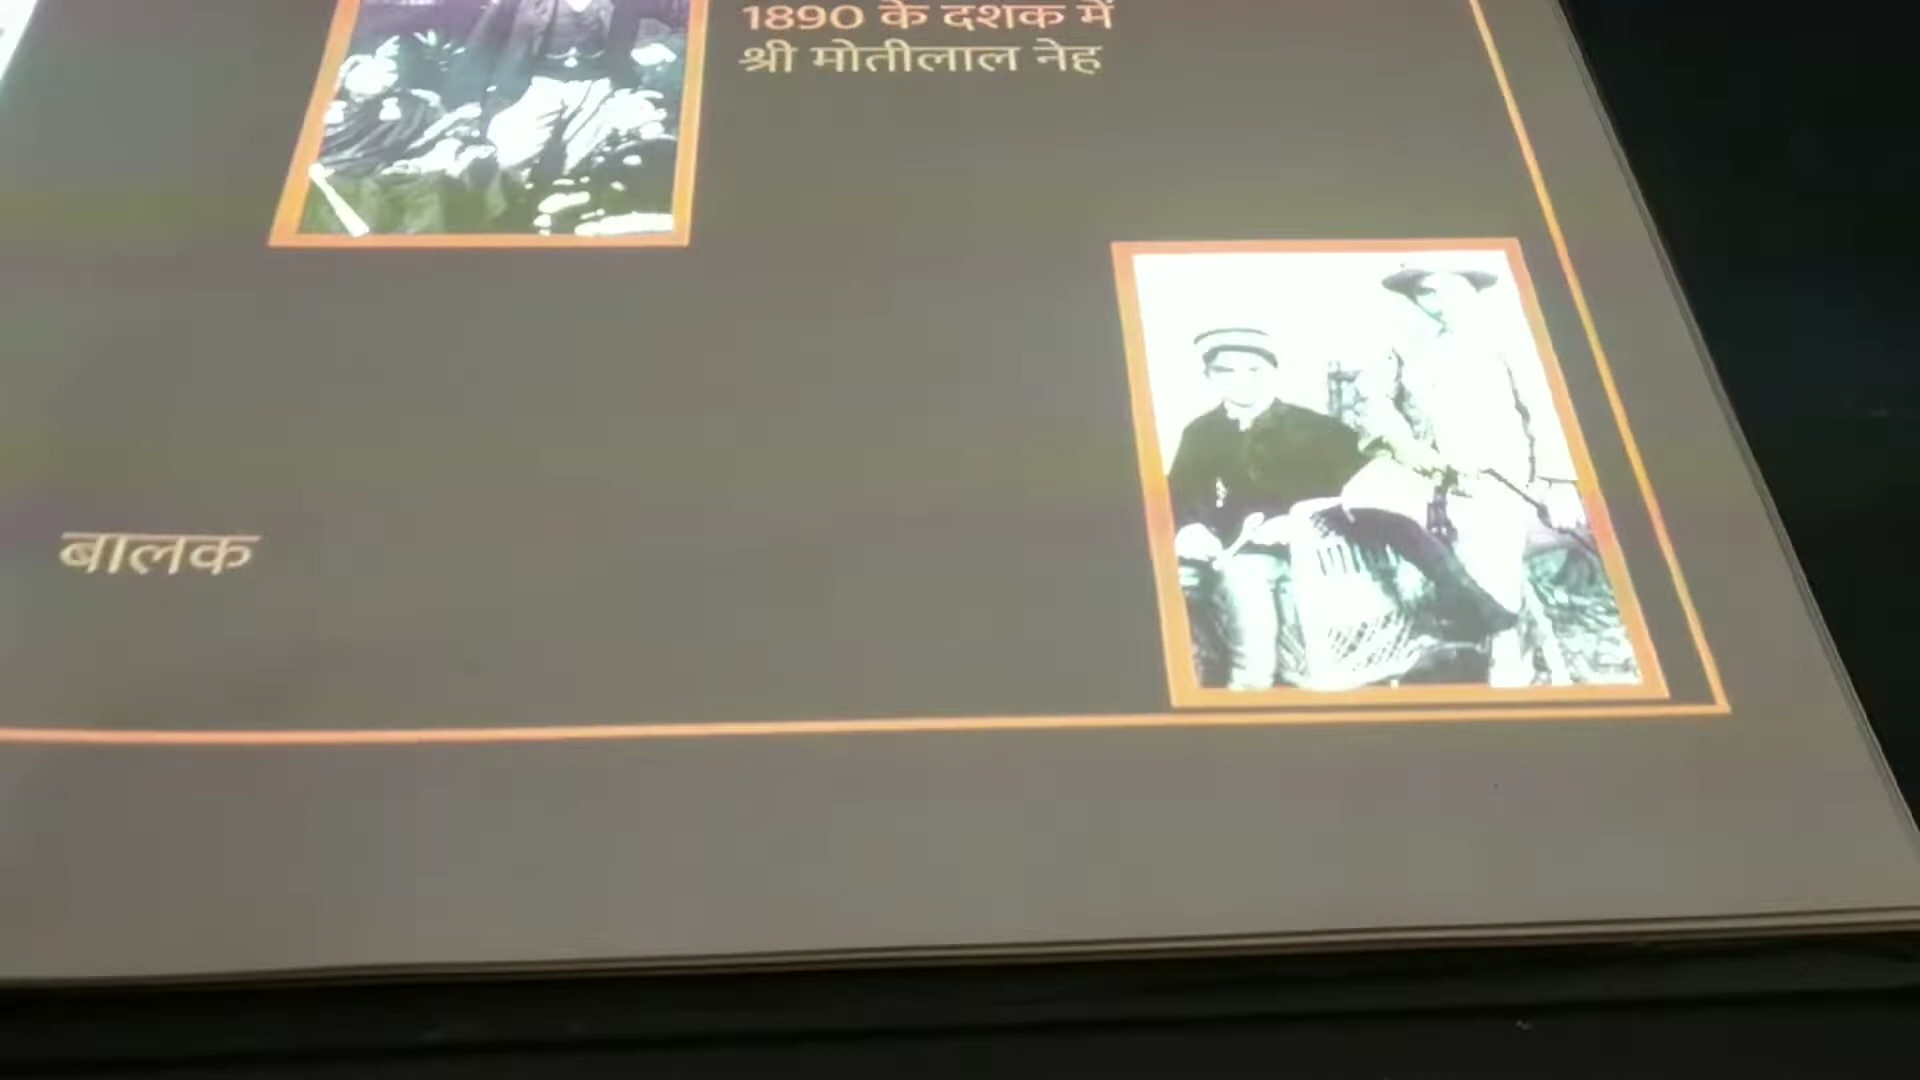 1890 के दशक में
श्री मोतीलाल नेह
बालक